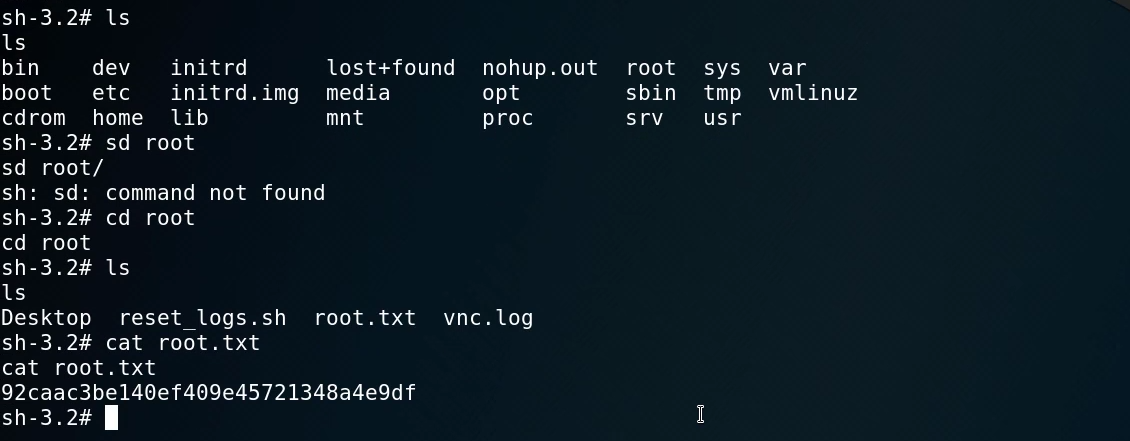 sh-3.2# ls
ls
bin    dev   initrd      lost+found  nohup.out  root  sys  var
boot   etc   initrd.img  media       opt        sbin  tmp  vmlinuz
cdrom  home  lib         mnt         proc       srv   usr
sh-3.2# sd root
sd root/
sh: sd: command not found
sh-3.2# cd root
cd root
sh-3.2# ls
ls
Desktop  reset_logs.sh  root.txt  vnc.log
sh-3.2# cat root.txt
cat root.txt
92caac3be140ef409e45721348a4e9df
sh-3.2#